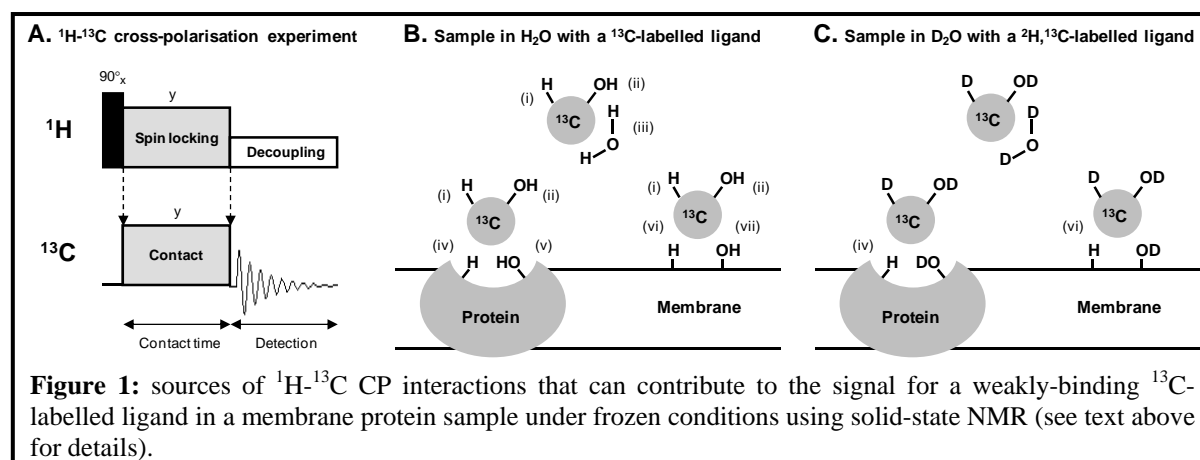 A. ¹H-¹³C cross-polarisation experiment
90°ₓ
y
¹H
Spin locking
Decoupling
y
¹³C
Contact
Contact time
Detection
B. Sample in H₂O with a ¹³C-labelled ligand
H
OH
(i)
(ii)
¹³C
H
O
H
(iii)
H
OH
(i)
(ii)
¹³C
(iv)
(v)
H
HO
Protein
H
OH
(i)
(ii)
¹³C
(vi)
(vii)
H
OH
Membrane
C. Sample in D₂O with a ²H,¹³C-labelled ligand
D
OD
¹³C
D
O
D
D
OD
¹³C
(iv)
H
DO
Protein
D
OD
¹³C
(vi)
H
OD
Membrane
Figure 1: sources of ¹H-¹³C CP interactions that can contribute to the signal for a weakly-binding ¹³C-
labelled ligand in a membrane protein sample under frozen conditions using solid-state NMR (see text above
for details).